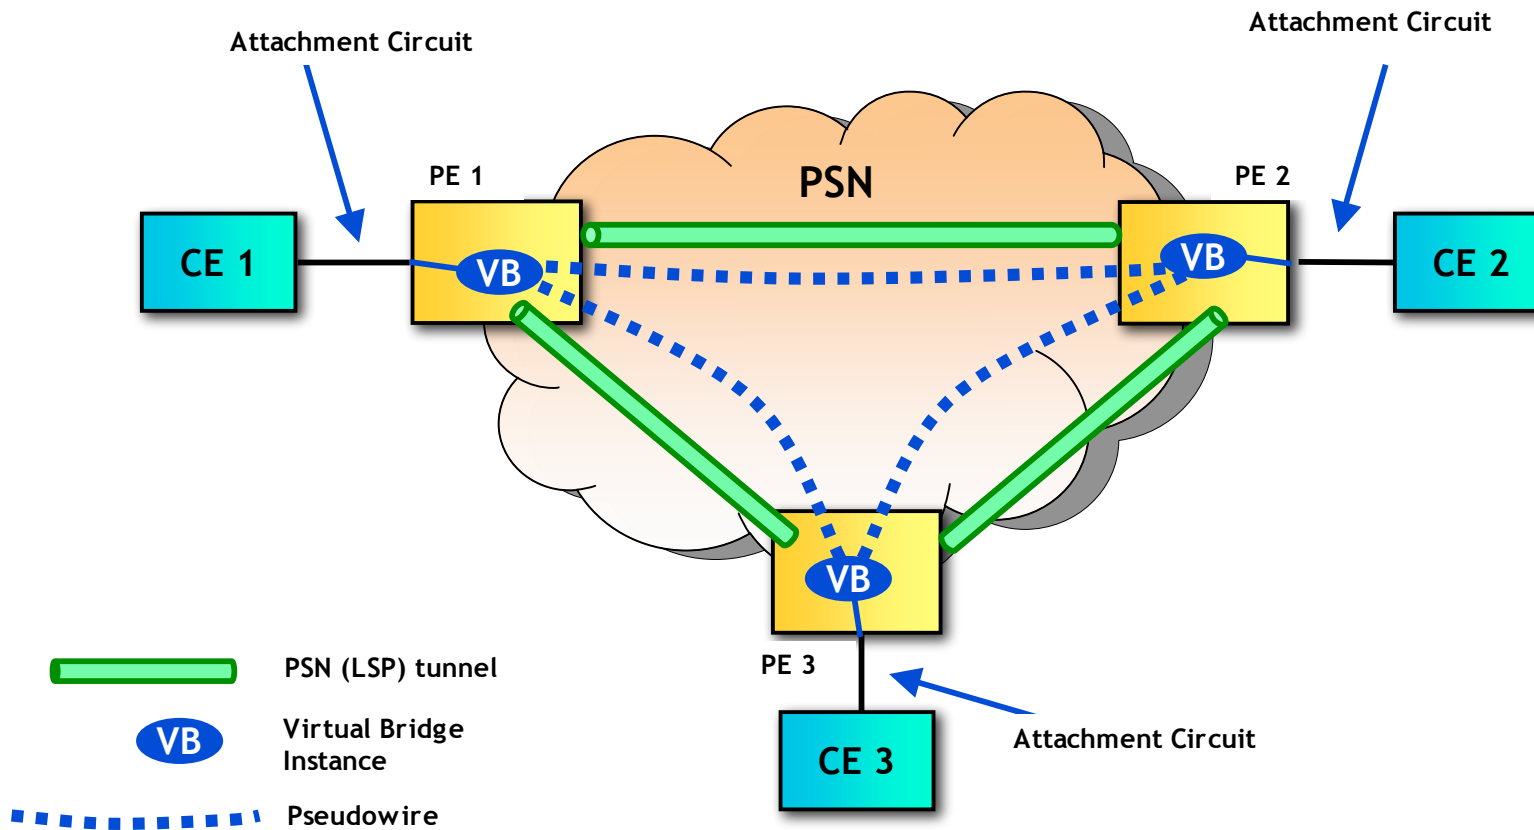 Attachment Circuit
Attachment Circuit
PE 1
PSN
PE 2
CE 1
VB
VB
CE 2
VB
PE 3
PSN (LSP) tunnel
VB
Virtual Bridge
Instance
Attachment Circuit
CE 3
Pseudowire